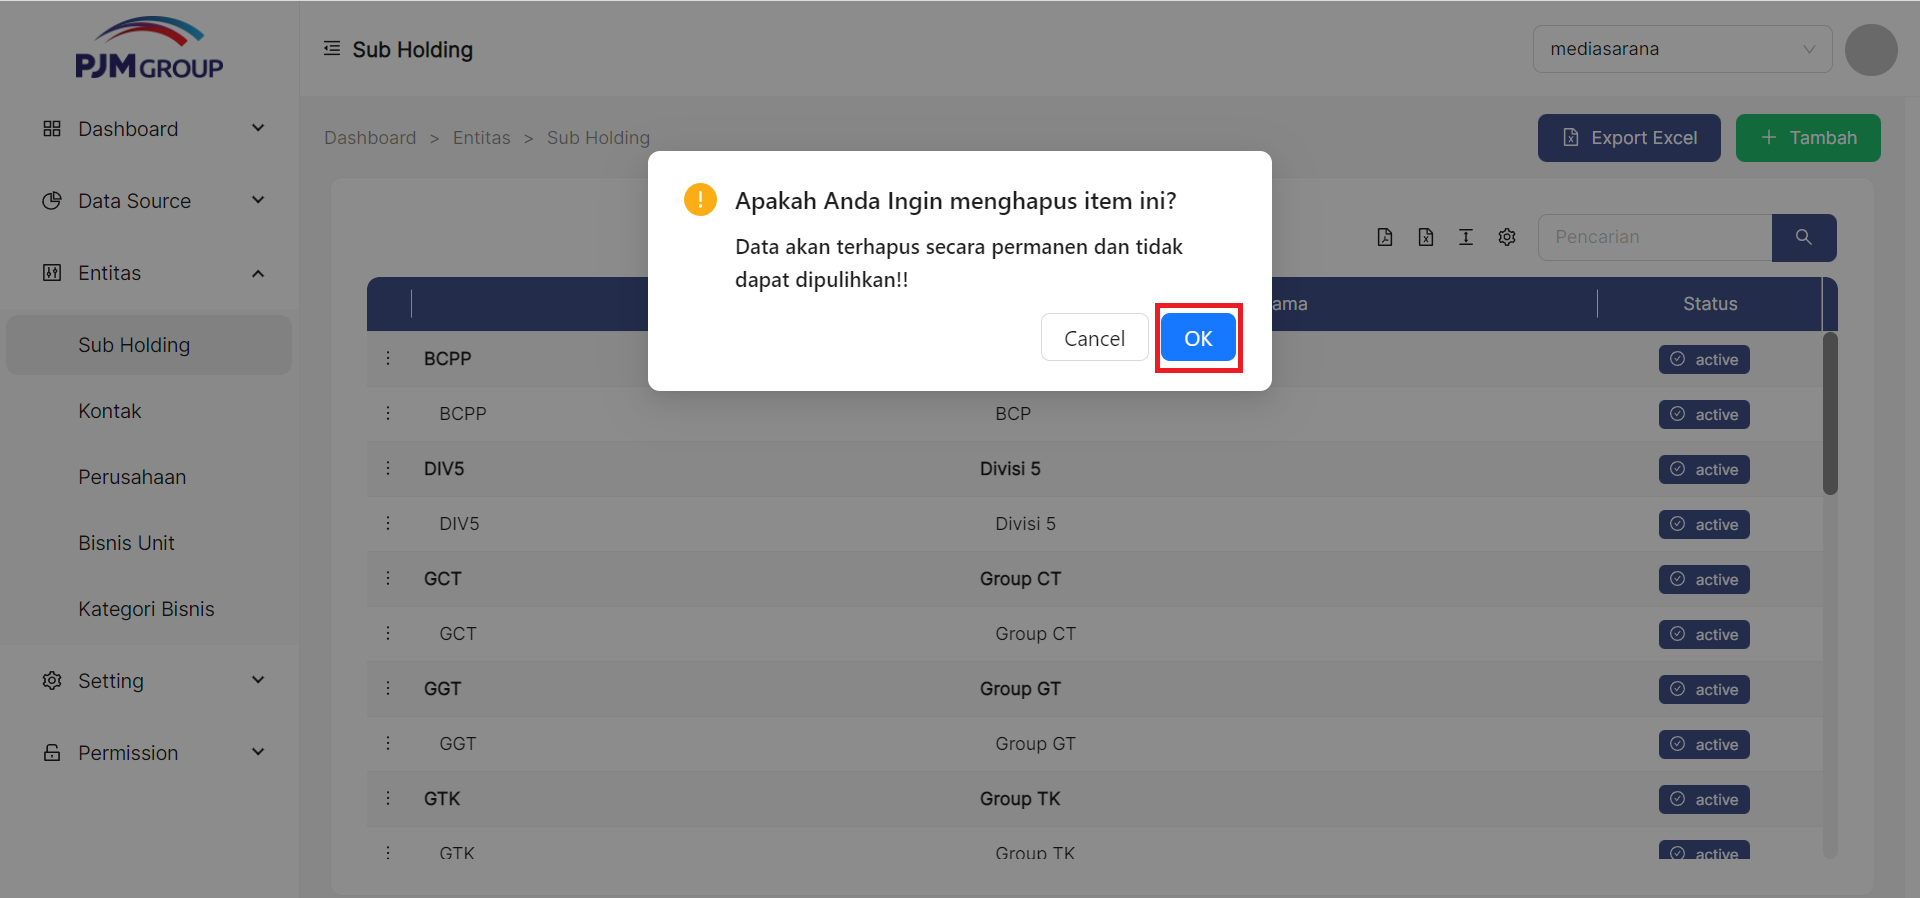 PJM GROUP
Sub Holding
mediasarana
Dashboard
Data Source
Entitas
Sub Holding
Kontak
Perusahaan
Bisnis Unit
Kategori Bisnis
Setting
Permission
Dashboard > Entitas > Sub Holding
Export Excel
+ Tambah
Apakah Anda Ingin menghapus item ini?
Data akan terhapus secara permanen dan tidak
dapat dipulihkan!!
Cancel
OK
Pencarian
ama
Status
BCPP
active
BCPP
BCP
active
DIV5
Divisi 5
active
DIV5
Divisi 5
active
GCT
Group CT
active
GCT
Group CT
active
GGT
Group GT
active
GGT
Group GT
active
GTK
Group TK
active
GTK
Group TK
active